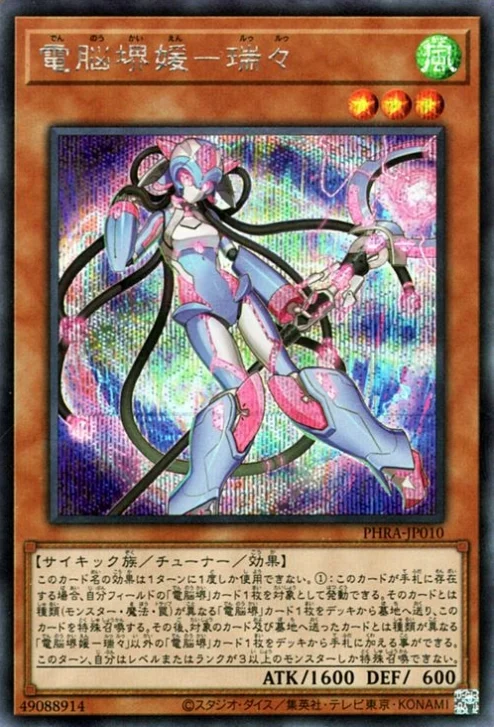 電脳堺媛－瑞々
風
PHRA-JP010
【サイキック族／チューナー／効果】
このカード名の効果は１ターンに１度しか使用できない。①：このカードが手札に存在
する場合、自分フィールドの「電脳堺」カード１枚を対象として発動できる。そのカードとは
種類（モンスター・魔法・罠）が異なる「電脳堺」カード１枚をデッキから墓地へ送り、この
カードを特殊召喚する。その後、対象のカード及び墓地へ送ったカードとは種類が異なる
「電脳堺媛－瑞々」以外の「電脳堺」カード１枚をデッキから手札に加える事ができる。
このターン、自分はレベルまたはランクが３以上のモンスターしか特殊召喚できない。
ATK/1600 DEF/ 600
49088914
©スタジオ・ダイス／集英社・テレビ東京・KONAMI